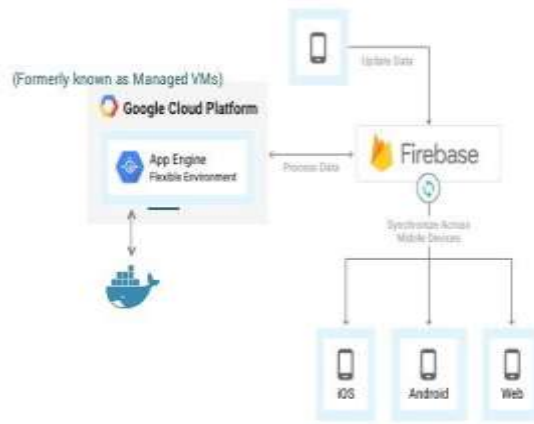 Update Data
(Formerly known as Managed VMs)
Google Cloud Platform
App Engine
Flexible Environment
Process Data
Firebase
Synchronize Across
Mobile Devices
iOS
Android
Web